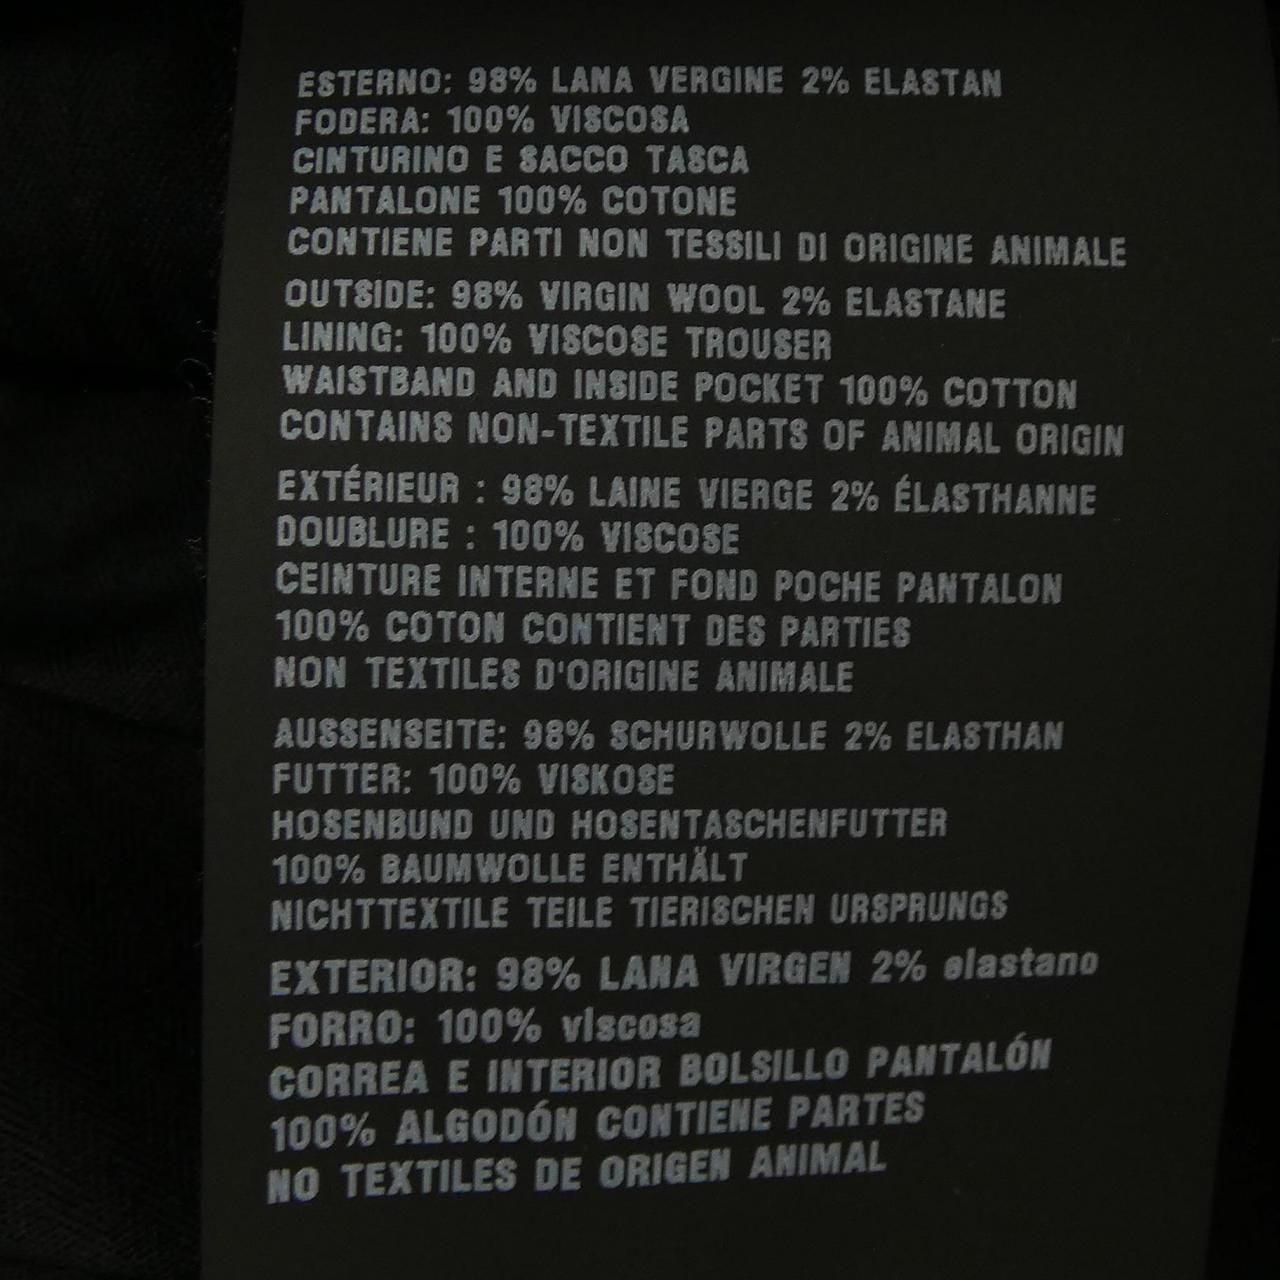 ESTERNO: 98% LANA VERGINE 2% ELASTAN
FODERA: 100% VISCOSA
CINTURINO E SACCO TASCA
PANTALONE 100% COTONE
CONTIENE PARTI NON TESSILI DI ORIGINE ANIMALE
OUTSIDE: 98% VIRGIN WOOL 2% ELASTANE
LINING: 100% VISCOSE TROUSER
WAISTBAND AND INSIDE POCKET 100% COTTON
CONTAINS NON-TEXTILE PARTS OF ANIMAL ORIGIN
EXTÉRIEUR : 98% LAINE VIERGE 2% ÉLASTHANNE
DOUBLURE : 100% VISCOSE
CEINTURE INTERNE ET FOND POCHE PANTALON
100% COTON CONTIENT DES PARTIES
NON TEXTILES D'ORIGINE ANIMALE
AUSSENSEITE: 98% SCHURWOLLE 2% ELASTHAN
FUTTER: 100% VISKOSE
HOSENBUND UND HOSENTASCHENFUTTER
100% BAUMWOLLE ENTHÄLT
NICHTTEXTILE TEILE TIERISCHEN URSPRUNGS
EXTERIOR: 98% LANA VIRGEN 2% elastano
FORRO: 100% viscosa
CORREA E INTERIOR BOLSILLO PANTALÓN
100% ALGODÓN CONTIENE PARTES
NO TEXTILES DE ORIGEN ANIMAL